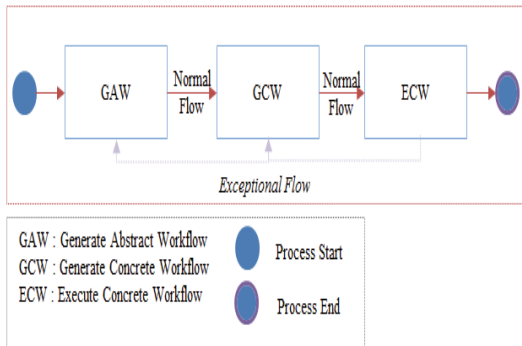 GAW
Normal
Flow
GCW
Normal
Flow
ECW
Exceptional Flow
GAW : Generate Abstract Workflow
GCW : Generate Concrete Workflow
ECW : Execute Concrete Workflow
Process Start
Process End